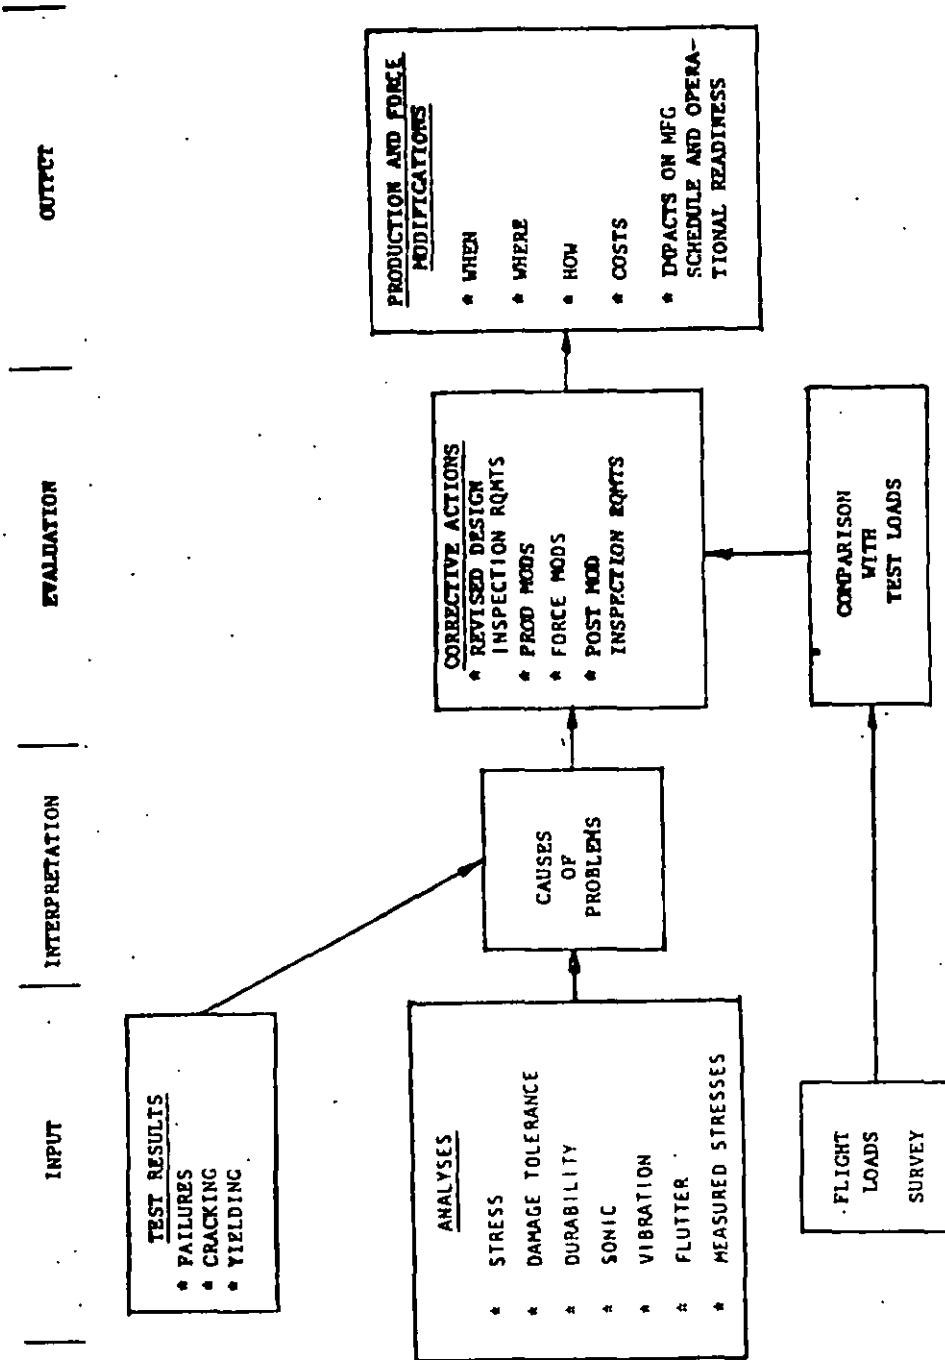 INPUT
INTERPRETATION
EVALUATION
OUTPUT
TEST RESULTS
* FAILURES
* CRACKING
* YIELDING
ANALYSES
* STRESS
* DAMAGE TOLERANCE
* DURABILITY
* SONIC
* VIBRATION
* FLUTTER
* MEASURED STRESSES
FLIGHT
LOADS
SURVEY
CAUSES
OF
PROBLEMS
CORRECTIVE ACTIONS
* REVISED DESIGN
INSPECTION RQMTS
* PROD MODS
* FORCE MODS
* POST MOD
INSPECTION RQMTS
COMPARISON
WITH
TEST LOADS
PRODUCTION AND FORCE
MODIFICATIONS
* WHEN
* WHERE
* HOW
* COSTS
* IMPACTS ON MFG
SCHEDULE AND OPERA-
TIONAL READINESS